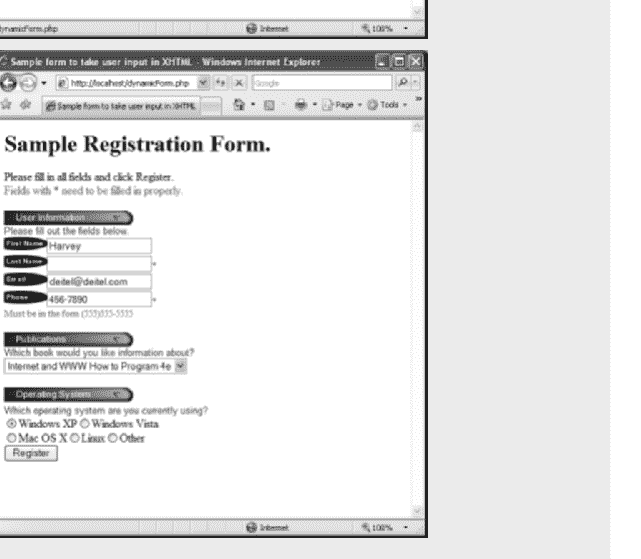 dynamicForm.php Internet 100%
Sample form to take user input in XHTML - Windows Internet Explorer
http://localhost/dynamicForm.php Google
Sample form to take user input in XHTML Page Tools
Sample Registration Form.
Please fill in all fields and click Register.
Fields with * need to be filled in properly.
User Information
Please fill out the fields below.
First Name Harvey
Last Name *
Email deitel@deitel.com
Phone 456-7890 *
Must be in the form (555)555-5555
Publications
Which book would you like information about?
Internet and WWW How to Program 4e
Operating System
Which operating system are you currently using?
Windows XP Windows Vista
Mac OS X Linux Other
Register
Internet 100%